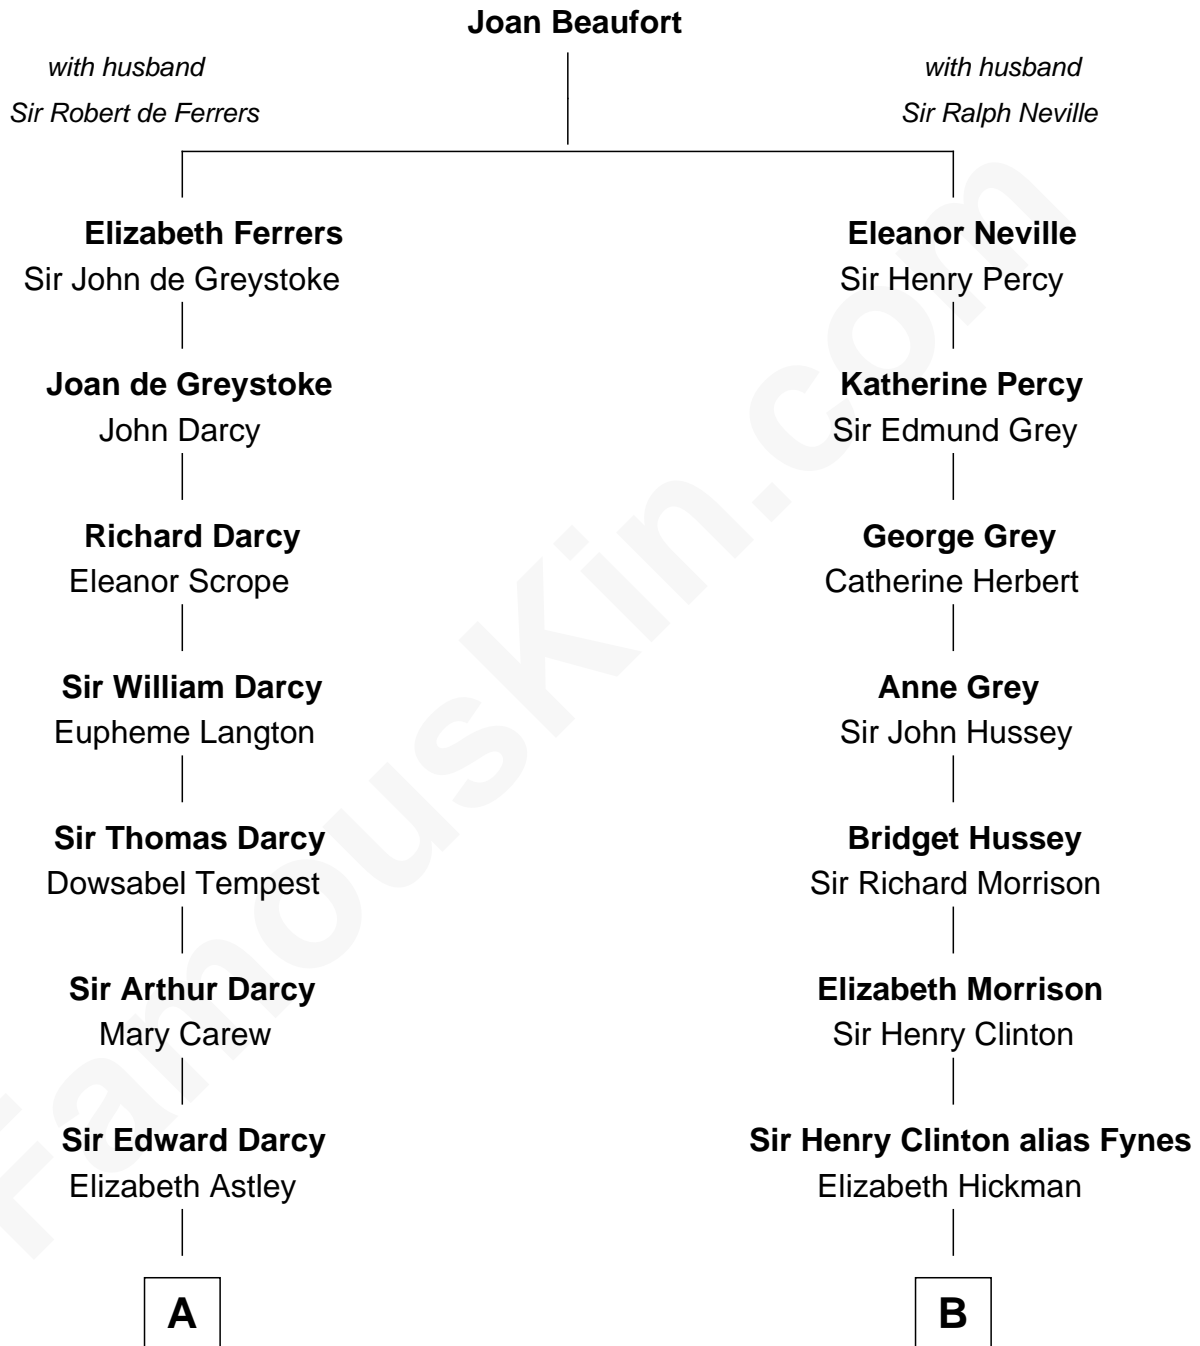 Joan Beaufort
with husband
Sir Robert de Ferrers
with husband
Sir Ralph Neville
Elizabeth Ferrers
Sir John de Greystoke
Eleanor Neville
Sir Henry Percy
Joan de Greystoke
John Darcy
Katherine Percy
Sir Edmund Grey
Richard Darcy
Eleanor Scrope
George Grey
Catherine Herbert
Sir William Darcy
Eupheme Langton
Anne Grey
Sir John Hussey
Sir Thomas Darcy
Dowsabel Tempest
Bridget Hussey
Sir Richard Morrison
Sir Arthur Darcy
Mary Carew
Elizabeth Morrison
Sir Henry Clinton
Sir Edward Darcy
Elizabeth Astley
Sir Henry Clinton alias Fynes
Elizabeth Hickman
A
B
FamousKin.com